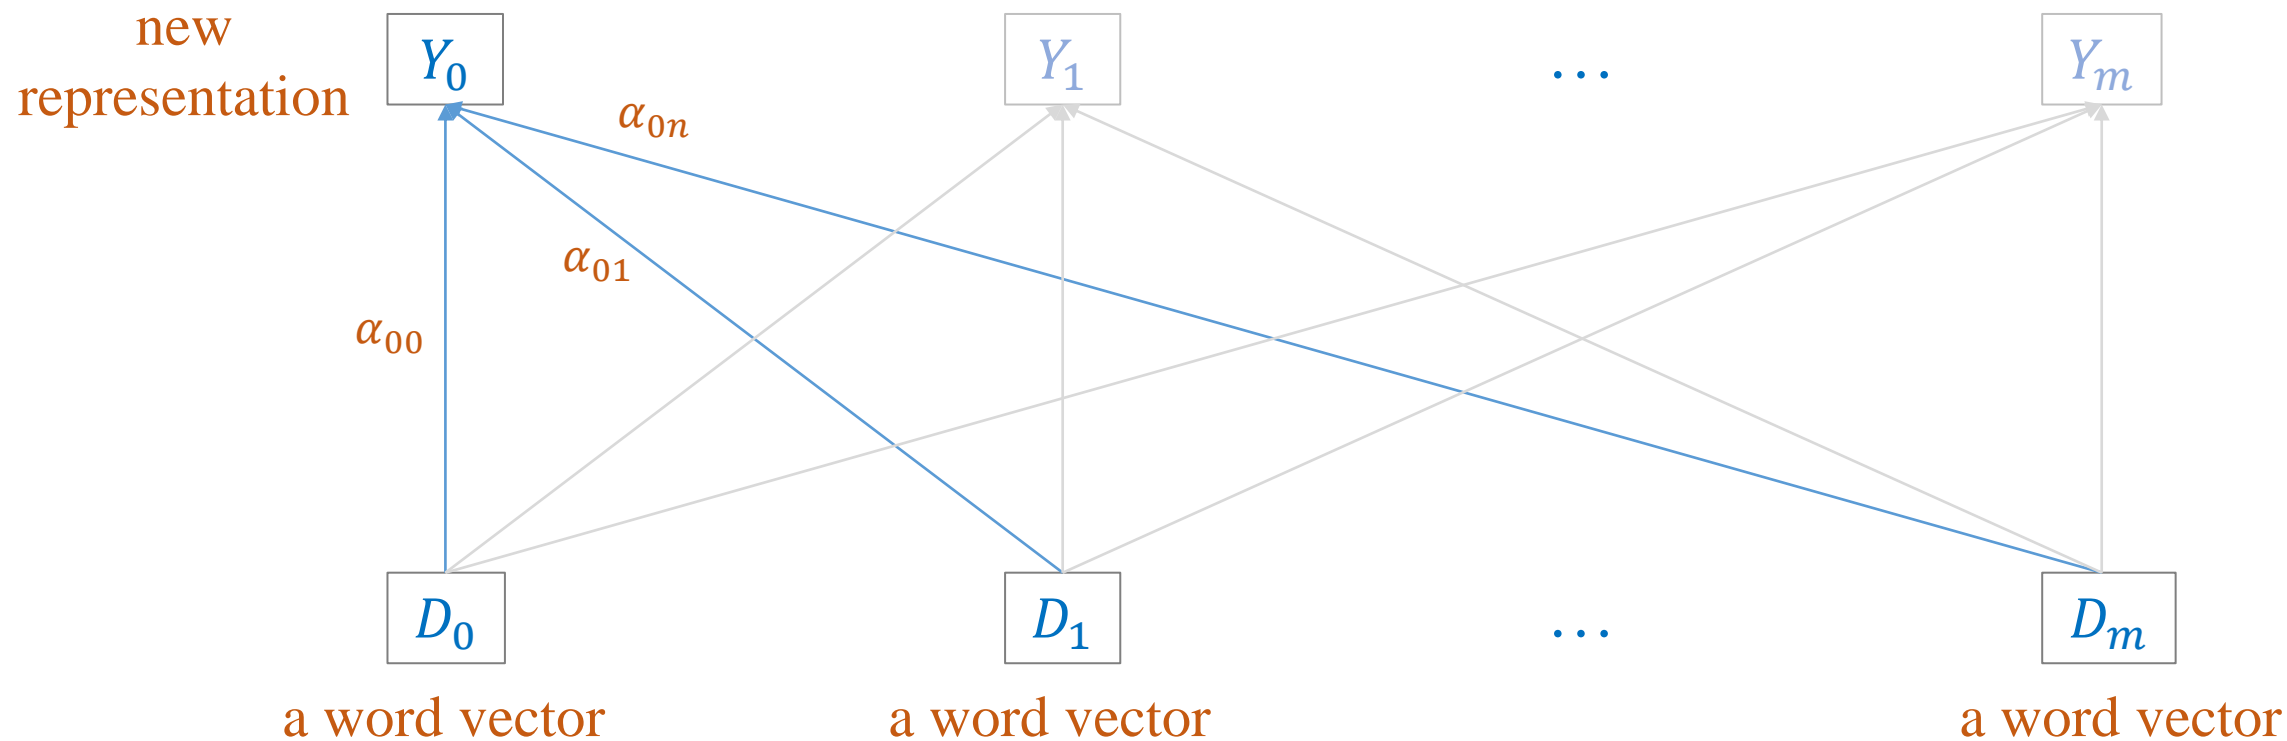 new
representation
Y₀
Y₁
…
Yₘ
α₀ₙ
α₀₁
α₀₀
D₀
D₁
…
Dₘ
a word vector
a word vector
a word vector